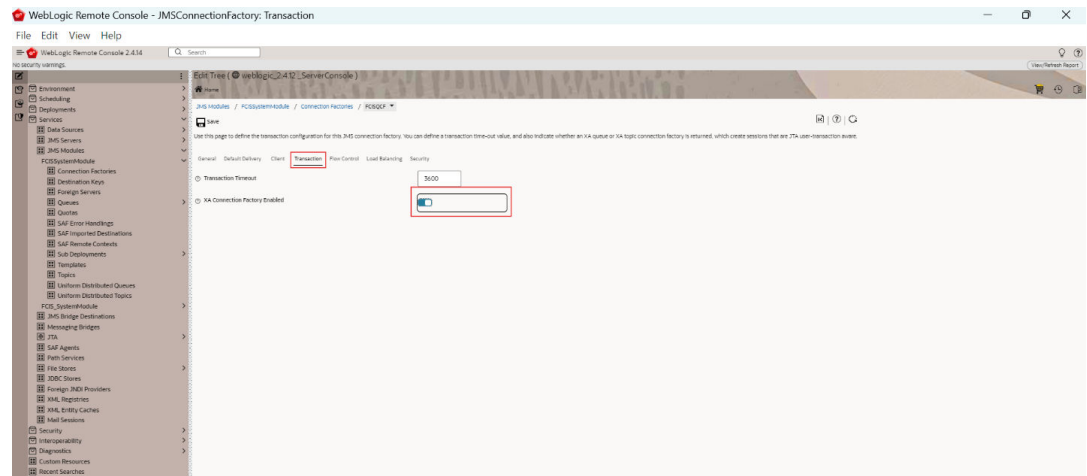 WebLogic Remote Console - JMSConnectionFactory: Transaction
File Edit View Help
WebLogic Remote Console 2.4.14
Search
No security warnings.
View/Refresh Report
Edit Tree ( weblogic_2.4.12 _ServerConsole )
Home
JMS Modules / FCISSystemModule / Connection Factories / FCISQCF
Save
Use this page to define the transaction configuration for this JMS connection factory. You can define a transaction time-out value, and also indicate whether an XA queue or XA topic connection factory is returned, which create sessions that are JTA user-transaction aware.
General Default Delivery Client Transaction Flow Control Load Balancing Security
Transaction Timeout 3600
XA Connection Factory Enabled
Environment
Scheduling
Deployments
Services
Data Sources
JMS Servers
JMS Modules
FCISSystemModule
Connection Factories
Destination Keys
Foreign Servers
Queues
Quotas
SAF Error Handlings
SAF Imported Destinations
SAF Remote Contexts
Sub Deployments
Templates
Topics
Uniform Distributed Queues
Uniform Distributed Topics
FCIS_SystemModule
JMS Bridge Destinations
Messaging Bridges
JTA
SAF Agents
Path Services
File Stores
JDBC Stores
Foreign JNDI Providers
XML Registries
XML Entity Caches
Mail Sessions
Security
Interoperability
Diagnostics
Custom Resources
Recent Searches